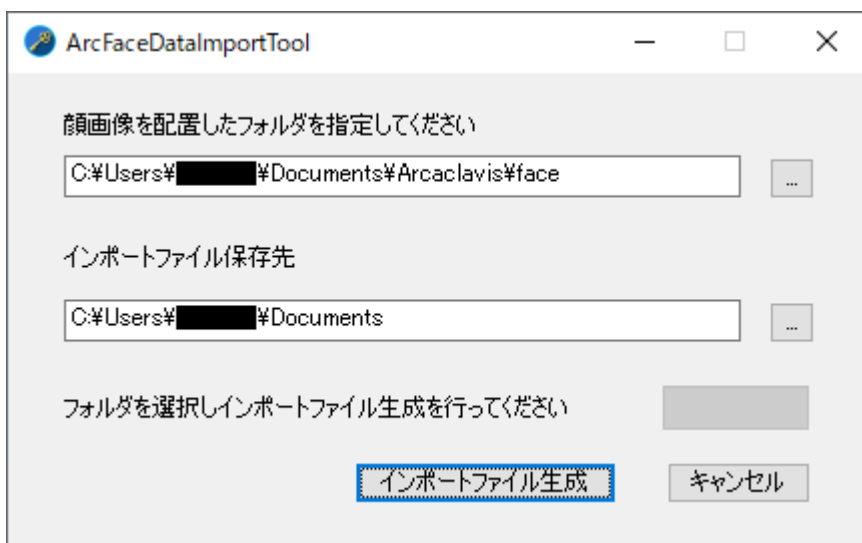 ArcFaceDataImportTool
顔画像を配置したフォルダを指定してください
C:¥Users¥ ¥Documents¥Arcaclavis¥face
...
インポートファイル保存先
C:¥Users¥ ¥Documents
...
フォルダを選択しインポートファイル生成を行ってください
インポートファイル生成
キャンセル